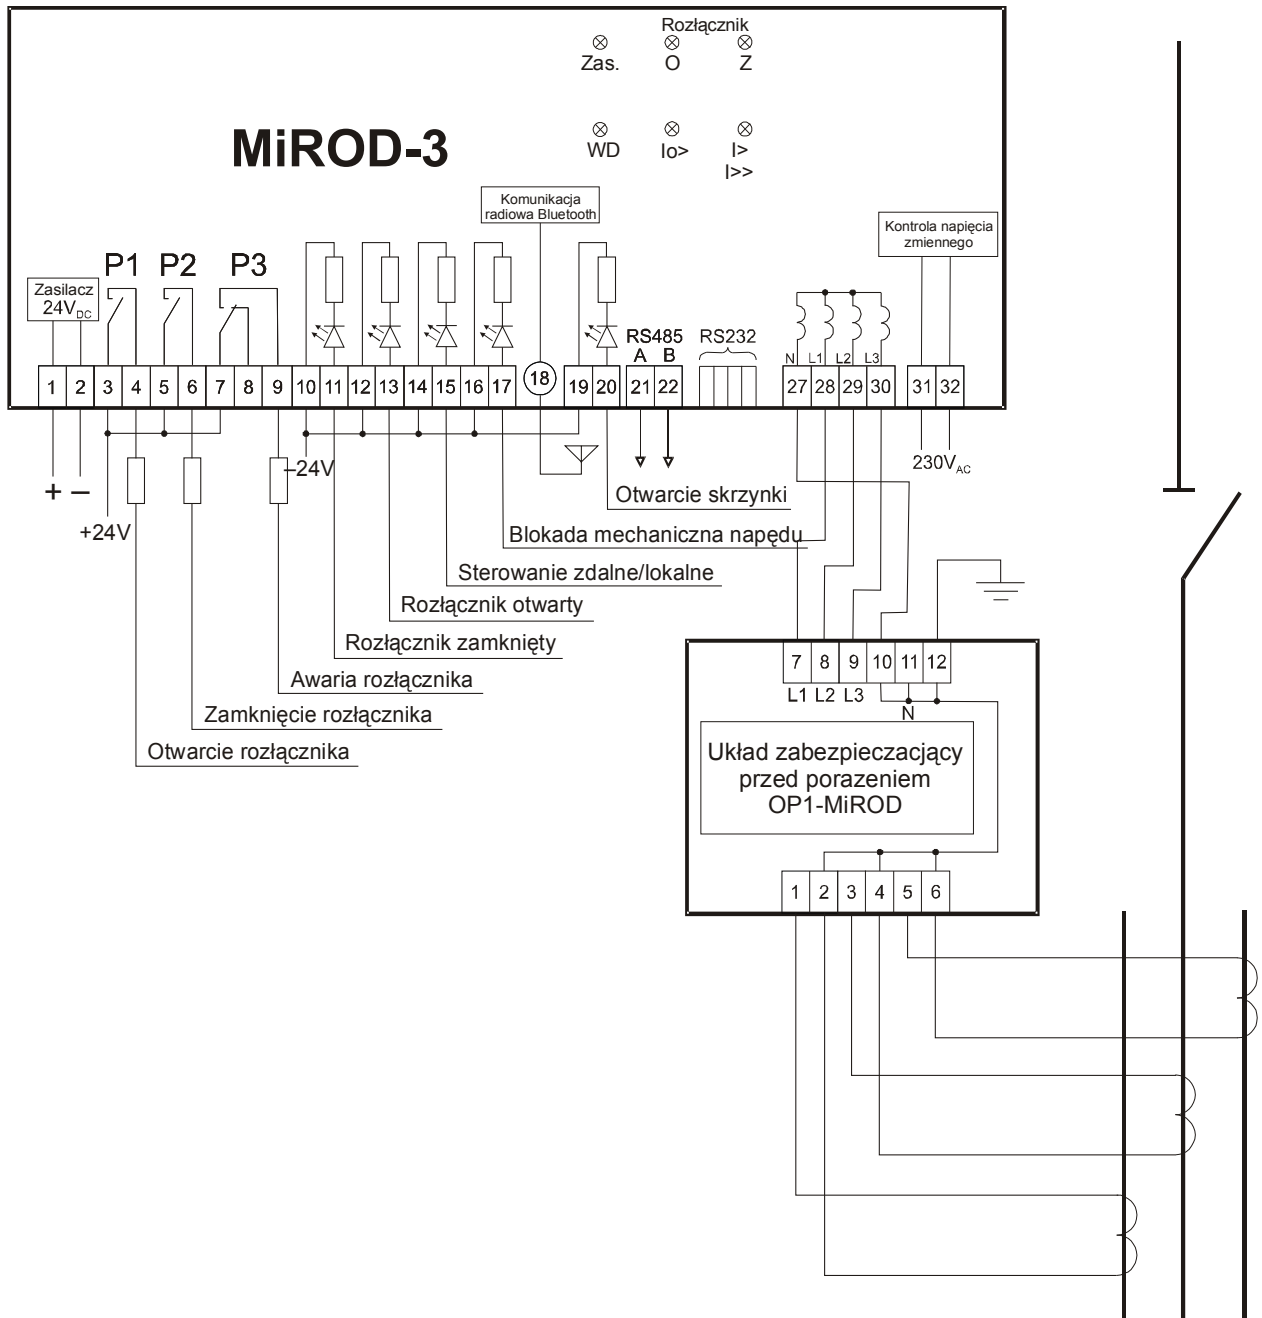 Rozłącznik
Zas. O Z
MiROD-3
WD Io> I>
I>>
Komunikacja
radiowa Bluetooth
Kontrola napięcia
zmiennego
P1 P2 P3
Zasilacz
24VDC
RS485 RS232
A B
N L1 L2 L3
1 2 3 4 5 6 7 8 9 10 11 12 13 14 15 16 17 18 19 20 21 22 27 28 29 30 31 32
–24V
230VAC
+ –
+24V
Otwarcie skrzynki
Blokada mechaniczna napędu
Sterowanie zdalne/lokalne
Rozłącznik otwarty
Rozłącznik zamknięty
Awaria rozłącznika
Zamknięcie rozłącznika
Otwarcie rozłącznika
7 8 9 10 11 12
L1 L2 L3
N
Układ zabezpieczacjący
przed porazeniem
OP1-MiROD
1 2 3 4 5 6